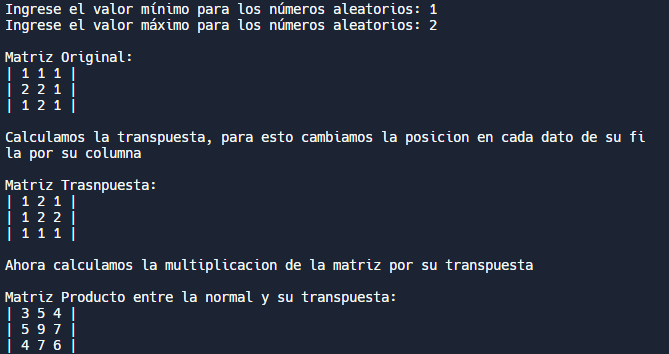 Ingrese el valor mínimo para los números aleatorios: 1
Ingrese el valor máximo para los números aleatorios: 2
Matriz Original:
| 1 1 1 |
| 2 2 1 |
| 1 2 1 |
Calculamos la transpuesta, para esto cambiamos la posicion en cada dato de su fi
la por su columna
Matriz Trasnpuesta:
| 1 2 1 |
| 1 2 2 |
| 1 1 1 |
Ahora calculamos la multiplicacion de la matriz por su transpuesta
Matriz Producto entre la normal y su transpuesta:
| 3 5 4 |
| 5 9 7 |
| 4 7 6 |